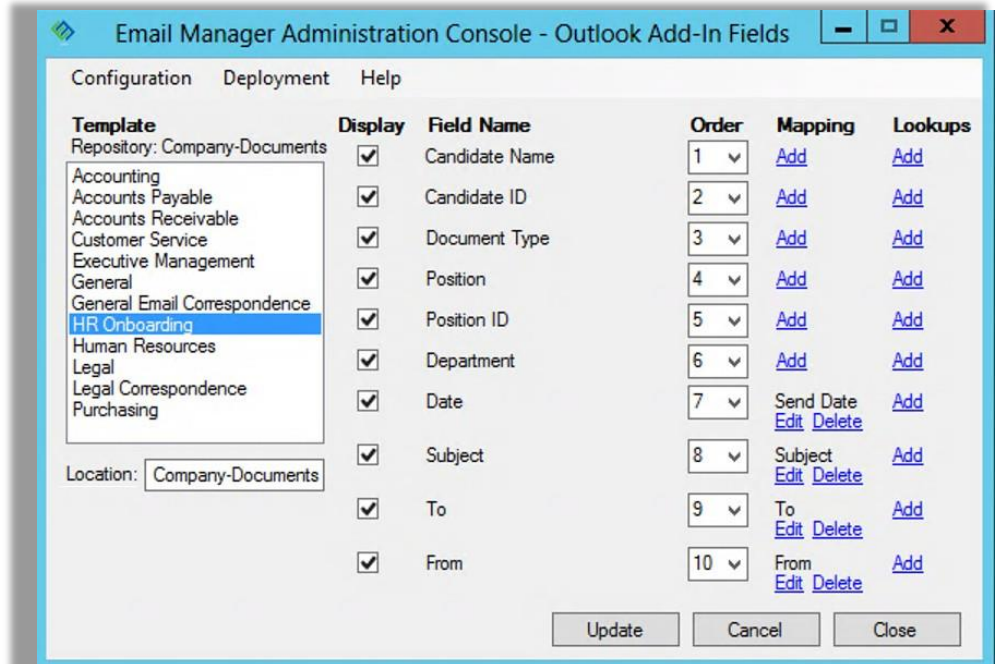 Email Manager Administration Console - Outlook Add-In Fields
Configuration Deployment Help
Template Display Field Name Order Mapping Lookups
Repository: Company-Documents
Accounting
Accounts Payable
Accounts Receivable
Customer Service
Executive Management
General
General Email Correspondence
HR Onboarding
Human Resources
Legal
Legal Correspondence
Purchasing
Location: Company-Documents
Candidate Name 1 Add Add
Candidate ID 2 Add Add
Document Type 3 Add Add
Position 4 Add Add
Position ID 5 Add Add
Department 6 Add Add
Date 7 Send Date Add
Edit Delete
Subject 8 Subject Add
Edit Delete
To 9 To Add
Edit Delete
From 10 From Add
Edit Delete
Update Cancel Close